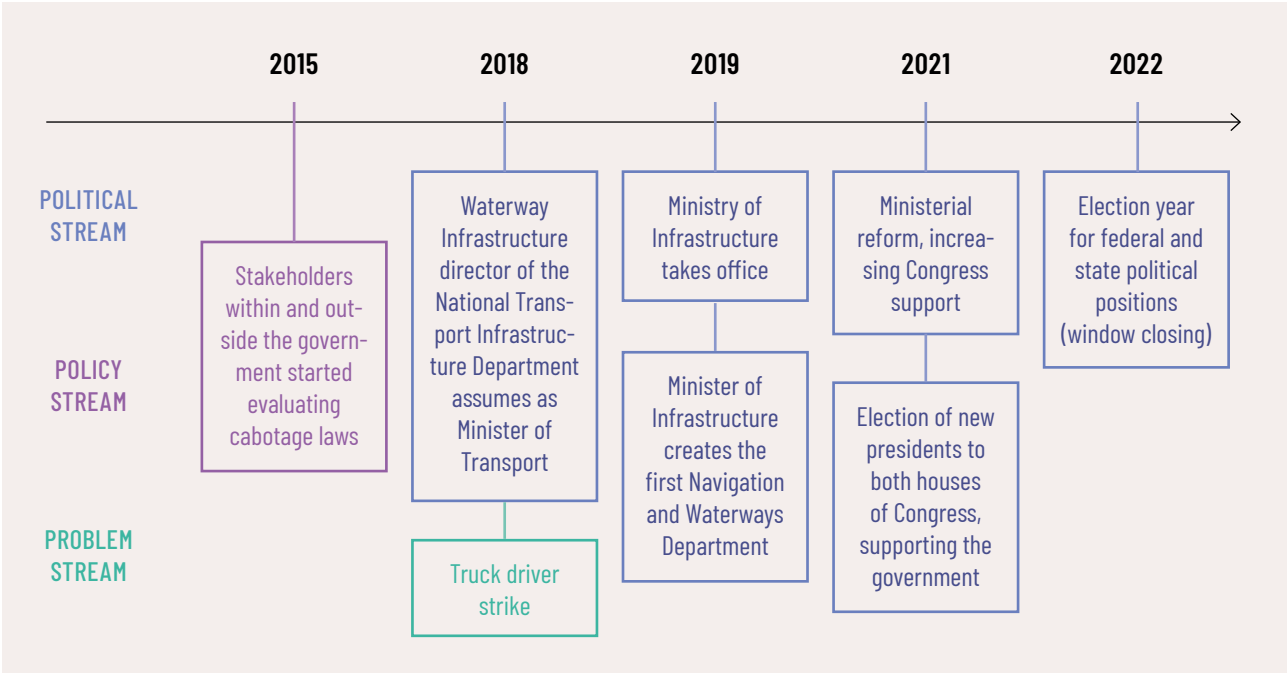 2015
2018
2019
2021
2022
POLITICAL
STREAM
POLICY
STREAM
PROBLEM
STREAM
Stakeholders
within and out-
side the govern-
ment started
evaluating
cabotage laws
Waterway
Infrastructure
director of the
National Trans-
port Infrastruc-
ture Department
assumes as
Minister of
Transport
Truck driver
strike
Ministry of
Infrastructure
takes office
Minister of
Infrastructure
creates the
first Navigation
and Waterways
Department
Ministerial
reform, increa-
sing Congress
support
Election of new
presidents to
both houses
of Congress,
supporting the
government
Election year
for federal and
state political
positions
(window closing)